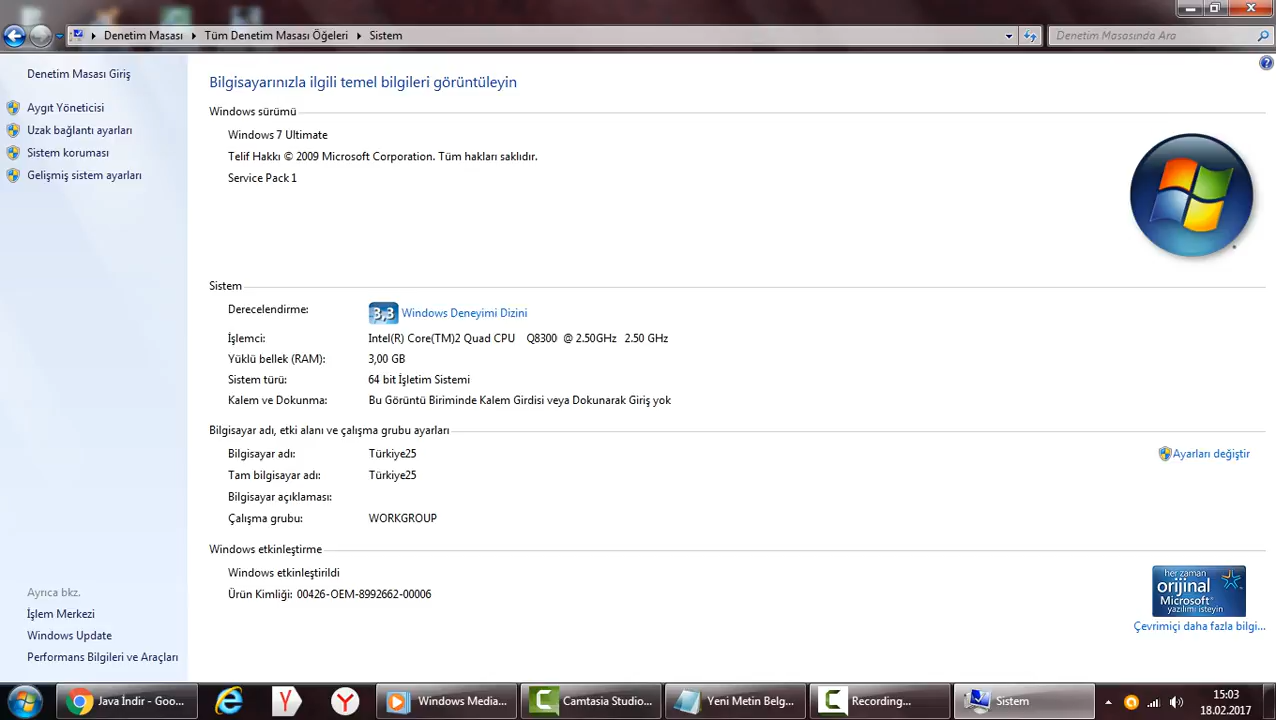 Denetim Masası Tüm Denetim Masası Öğeleri Sistem
Denetim Masasında Ara
Denetim Masası Giriş
Aygıt Yöneticisi
Uzak bağlantı ayarları
Sistem koruması
Gelişmiş sistem ayarları
Ayrıca bkz.
İşlem Merkezi
Windows Update
Performans Bilgileri ve Araçları
Bilgisayarınızla ilgili temel bilgileri görüntüleyin
Windows sürümü
Windows 7 Ultimate
Telif Hakkı © 2009 Microsoft Corporation. Tüm hakları saklıdır.
Service Pack 1
Sistem
Derecelendirme: 3,3 Windows Deneyimi Dizini
İşlemci: Intel(R) Core(TM)2 Quad CPU Q8300 @ 2.50GHz 2.50 GHz
Yüklü bellek (RAM): 3,00 GB
Sistem türü: 64 bit İşletim Sistemi
Kalem ve Dokunma: Bu Görüntü Biriminde Kalem Girdisi veya Dokunarak Giriş yok
Bilgisayar adı, etki alanı ve çalışma grubu ayarları
Bilgisayar adı: Türkiye25
Ayarları değiştir
Tam bilgisayar adı: Türkiye25
Bilgisayar açıklaması:
Çalışma grubu: WORKGROUP
Windows etkinleştirme
Windows etkinleştirildi
Ürün Kimliği: 00426-OEM-8992662-00006
her zaman
orijinal
Microsoft
yazılımı isteyin
Çevrimiçi daha fazla bilgi...
Java İndir - Goo...
Windows Media...
Camtasia Studio...
Yeni Metin Belg...
Recording...
Sistem
15:03
18.02.2017